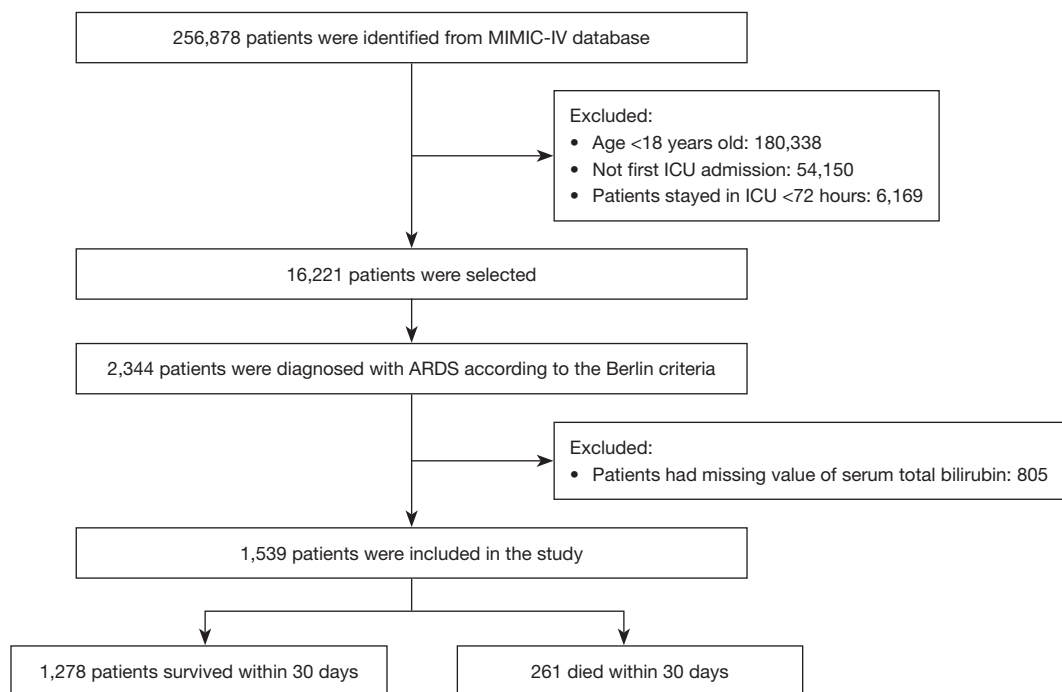 256,878 patients were identified from MIMIC-IV database
Excluded:
• Age <18 years old: 180,338
• Not first ICU admission: 54,150
• Patients stayed in ICU <72 hours: 6,169
16,221 patients were selected
2,344 patients were diagnosed with ARDS according to the Berlin criteria
Excluded:
• Patients had missing value of serum total bilirubin: 805
1,539 patients were included in the study
1,278 patients survived within 30 days
261 died within 30 days